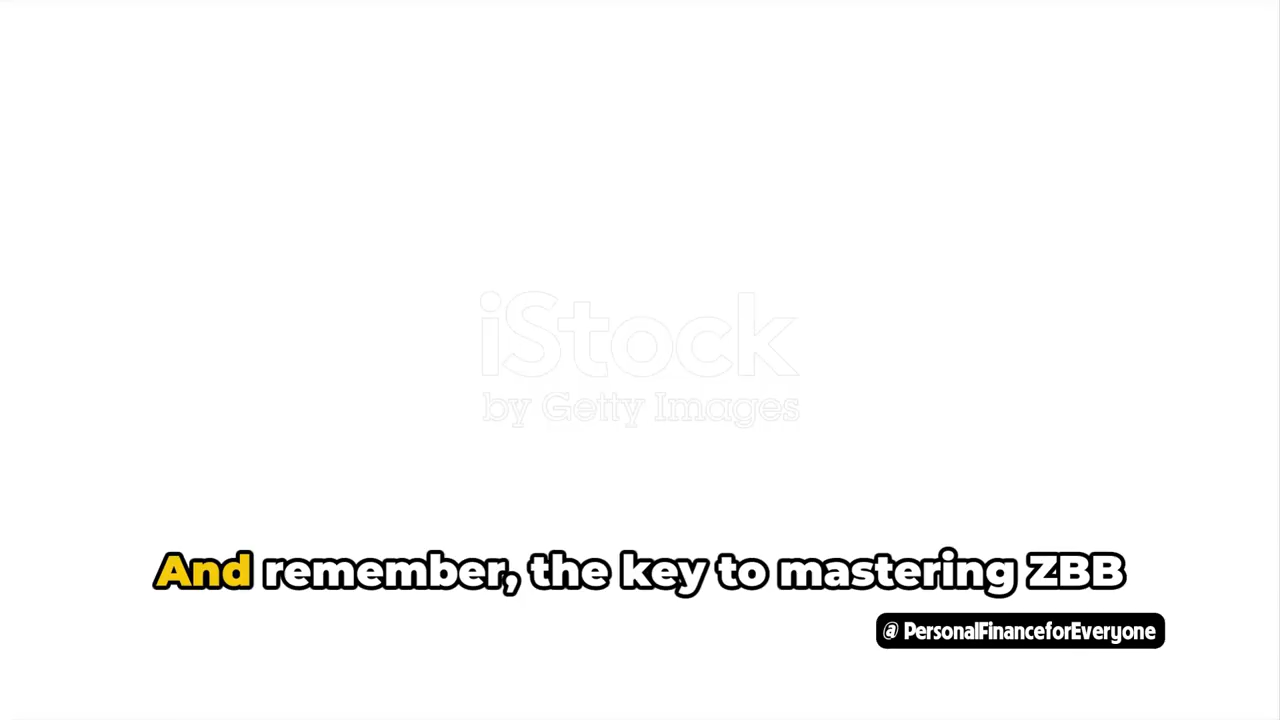 iStock
by Getty Images
And remember, the key to mastering ZBB
@ PersonalFinanceforEveryone